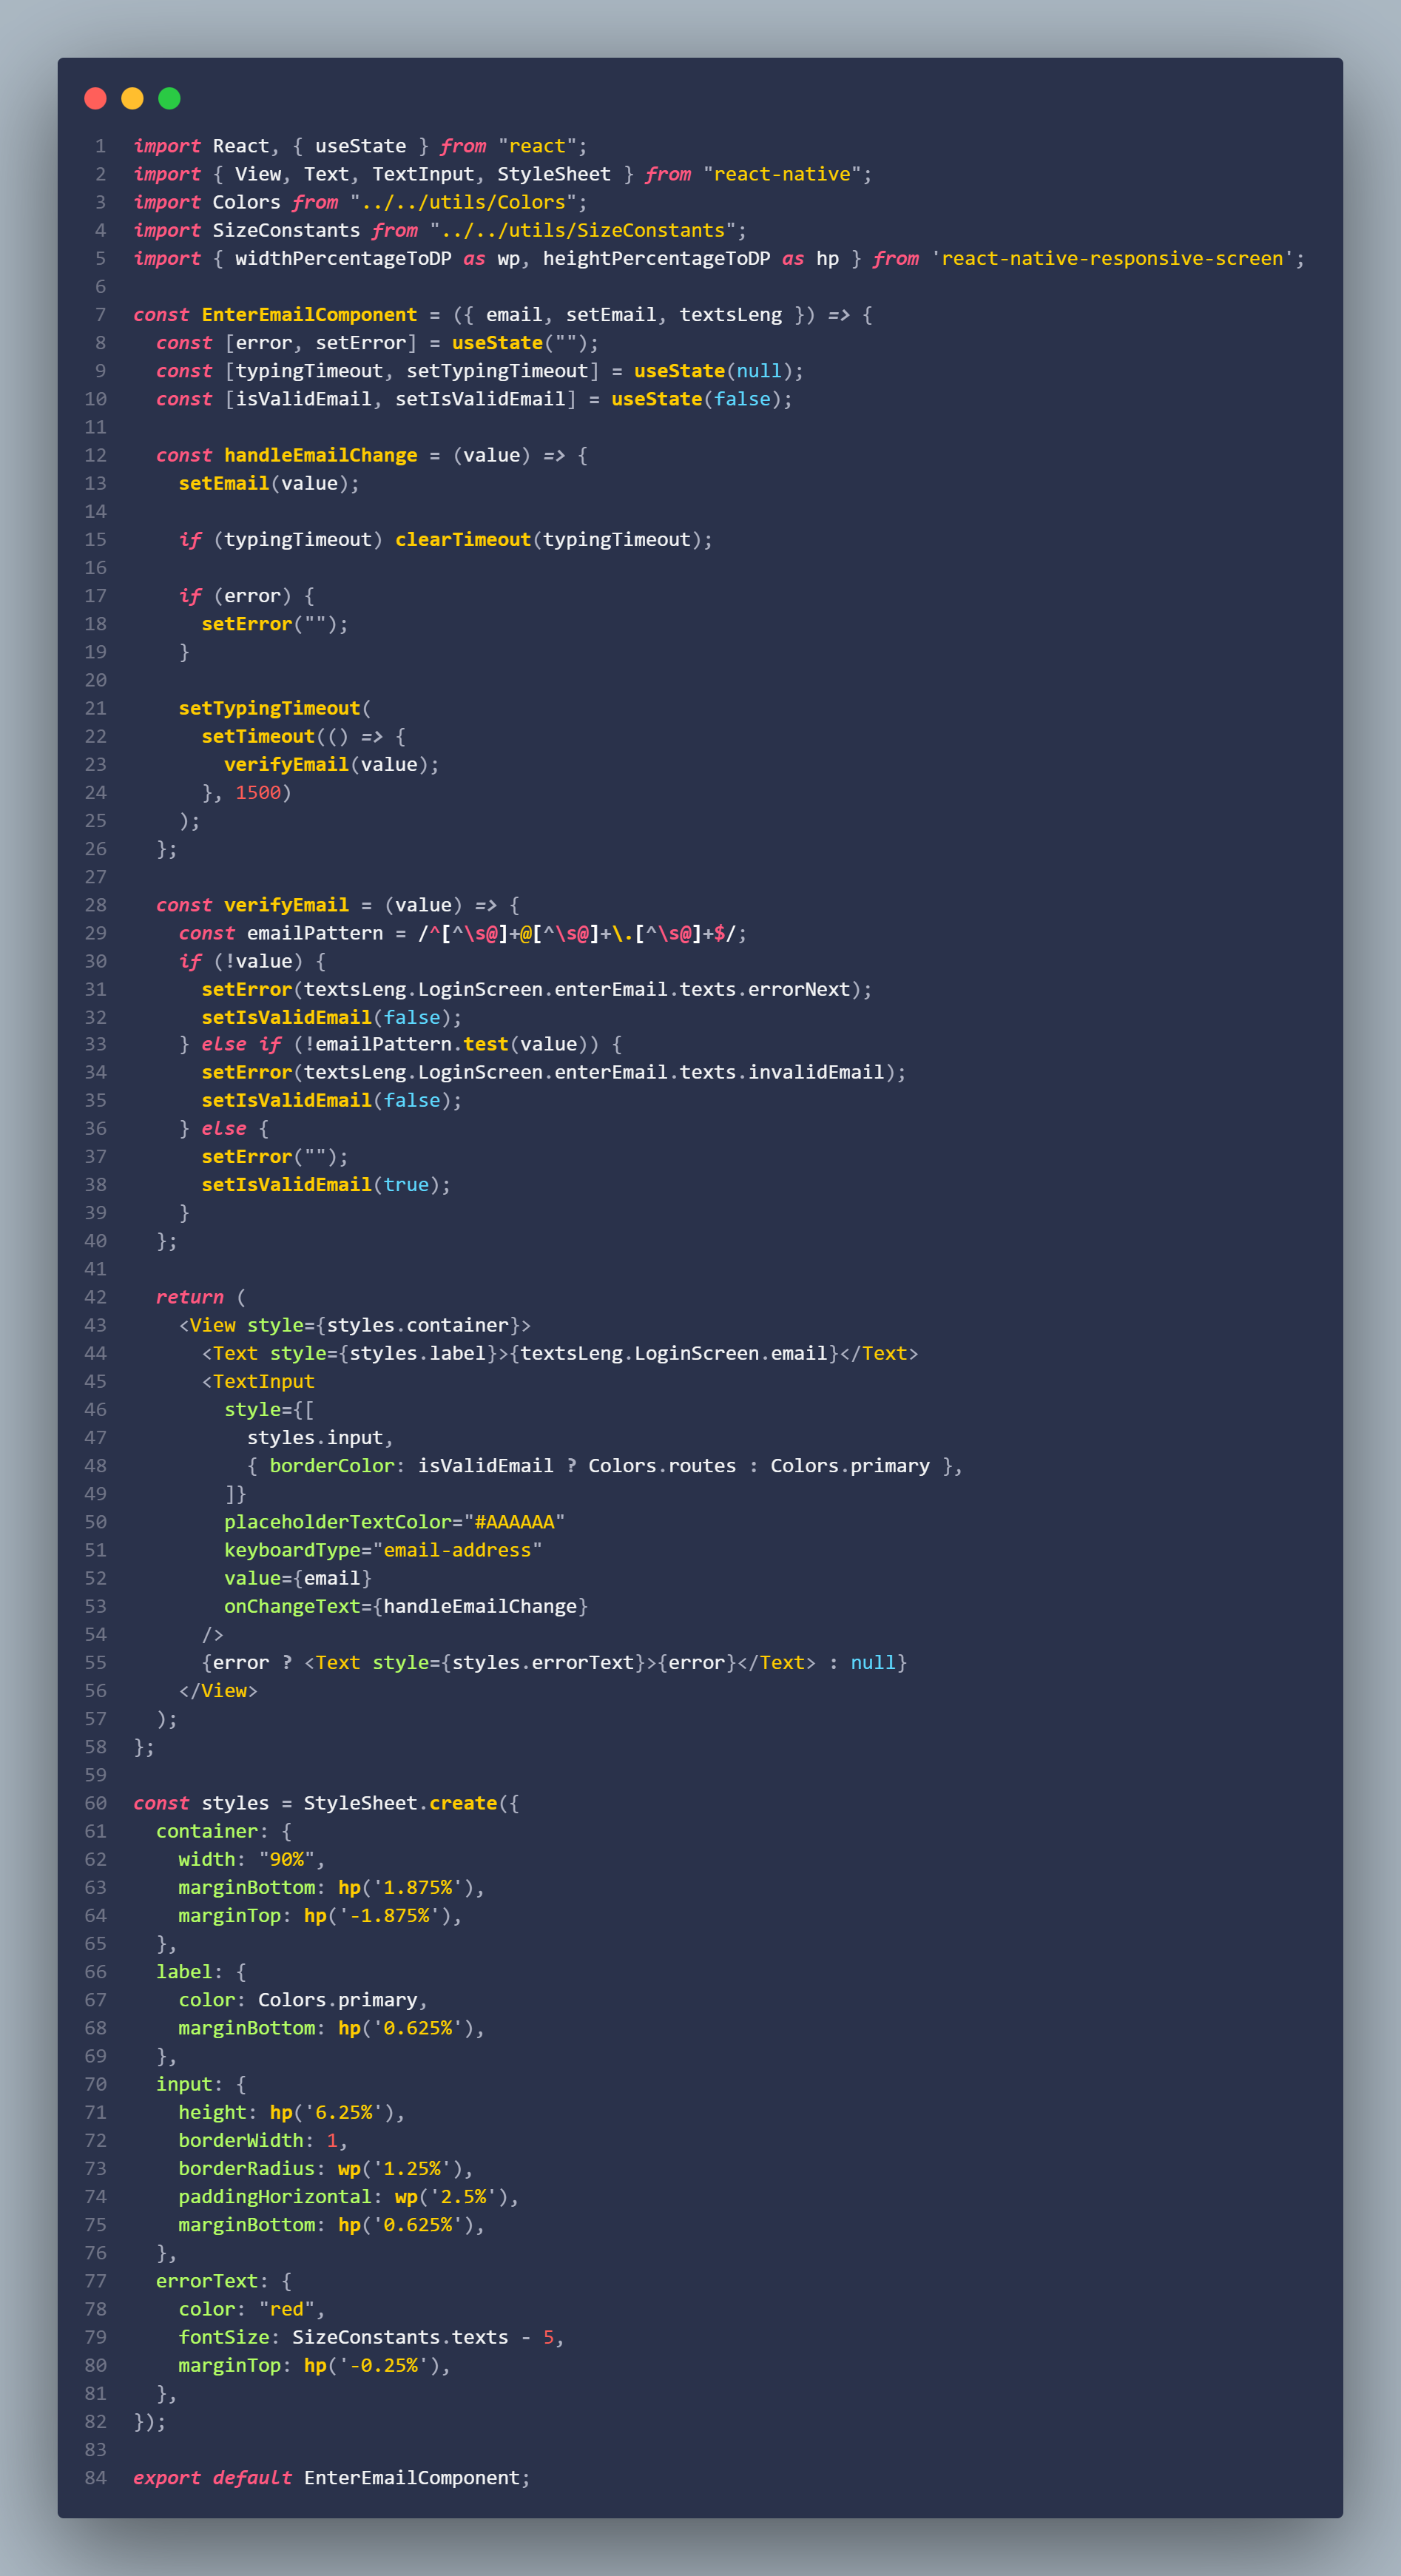 1 import React, { useState } from "react";
2 import { View, Text, TextInput, StyleSheet } from "react-native";
3 import Colors from "../../utils/Colors";
4 import SizeConstants from "../../utils/SizeConstants";
5 import { widthPercentageToDP as wp, heightPercentageToDP as hp } from 'react-native-responsive-screen';
6
7 const EnterEmailComponent = ({ email, setEmail, textsLeng }) => {
8   const [error, setError] = useState("");
9   const [typingTimeout, setTypingTimeout] = useState(null);
10   const [isValidEmail, setIsValidEmail] = useState(false);
11
12   const handleEmailChange = (value) => {
13     setEmail(value);
14
15     if (typingTimeout) clearTimeout(typingTimeout);
16
17     if (error) {
18       setError("");
19     }
20
21     setTypingTimeout(
22       setTimeout(() => {
23         verifyEmail(value);
24       }, 1500)
25     );
26   };
27
28   const verifyEmail = (value) => {
29     const emailPattern = /^[^\s@]+@[^\s@]+\.[^\s@]+$/;
30     if (!value) {
31       setError(textsLeng.LoginScreen.enterEmail.texts.errorNext);
32       setIsValidEmail(false);
33     } else if (!emailPattern.test(value)) {
34       setError(textsLeng.LoginScreen.enterEmail.texts.invalidEmail);
35       setIsValidEmail(false);
36     } else {
37       setError("");
38       setIsValidEmail(true);
39     }
40   };
41
42   return (
43     <View style={styles.container}>
44       <Text style={styles.label}>{textsLeng.LoginScreen.email}</Text>
45       <TextInput
46         style={[
47           styles.input,
48           { borderColor: isValidEmail ? Colors.routes : Colors.primary },
49         ]}
50         placeholderTextColor="#AAAAAA"
51         keyboardType="email-address"
52         value={email}
53         onChangeText={handleEmailChange}
54       />
55       {error ? <Text style={styles.errorText}>{error}</Text> : null}
56     </View>
57   );
58 };
59
60 const styles = StyleSheet.create({
61   container: {
62     width: "90%",
63     marginBottom: hp('1.875%'),
64     marginTop: hp('-1.875%'),
65   },
66   label: {
67     color: Colors.primary,
68     marginBottom: hp('0.625%'),
69   },
70   input: {
71     height: hp('6.25%'),
72     borderWidth: 1,
73     borderRadius: wp('1.25%'),
74     paddingHorizontal: wp('2.5%'),
75     marginBottom: hp('0.625%'),
76   },
77   errorText: {
78     color: "red",
79     fontSize: SizeConstants.texts - 5,
80     marginTop: hp('-0.25%'),
81   },
82 });
83
84 export default EnterEmailComponent;